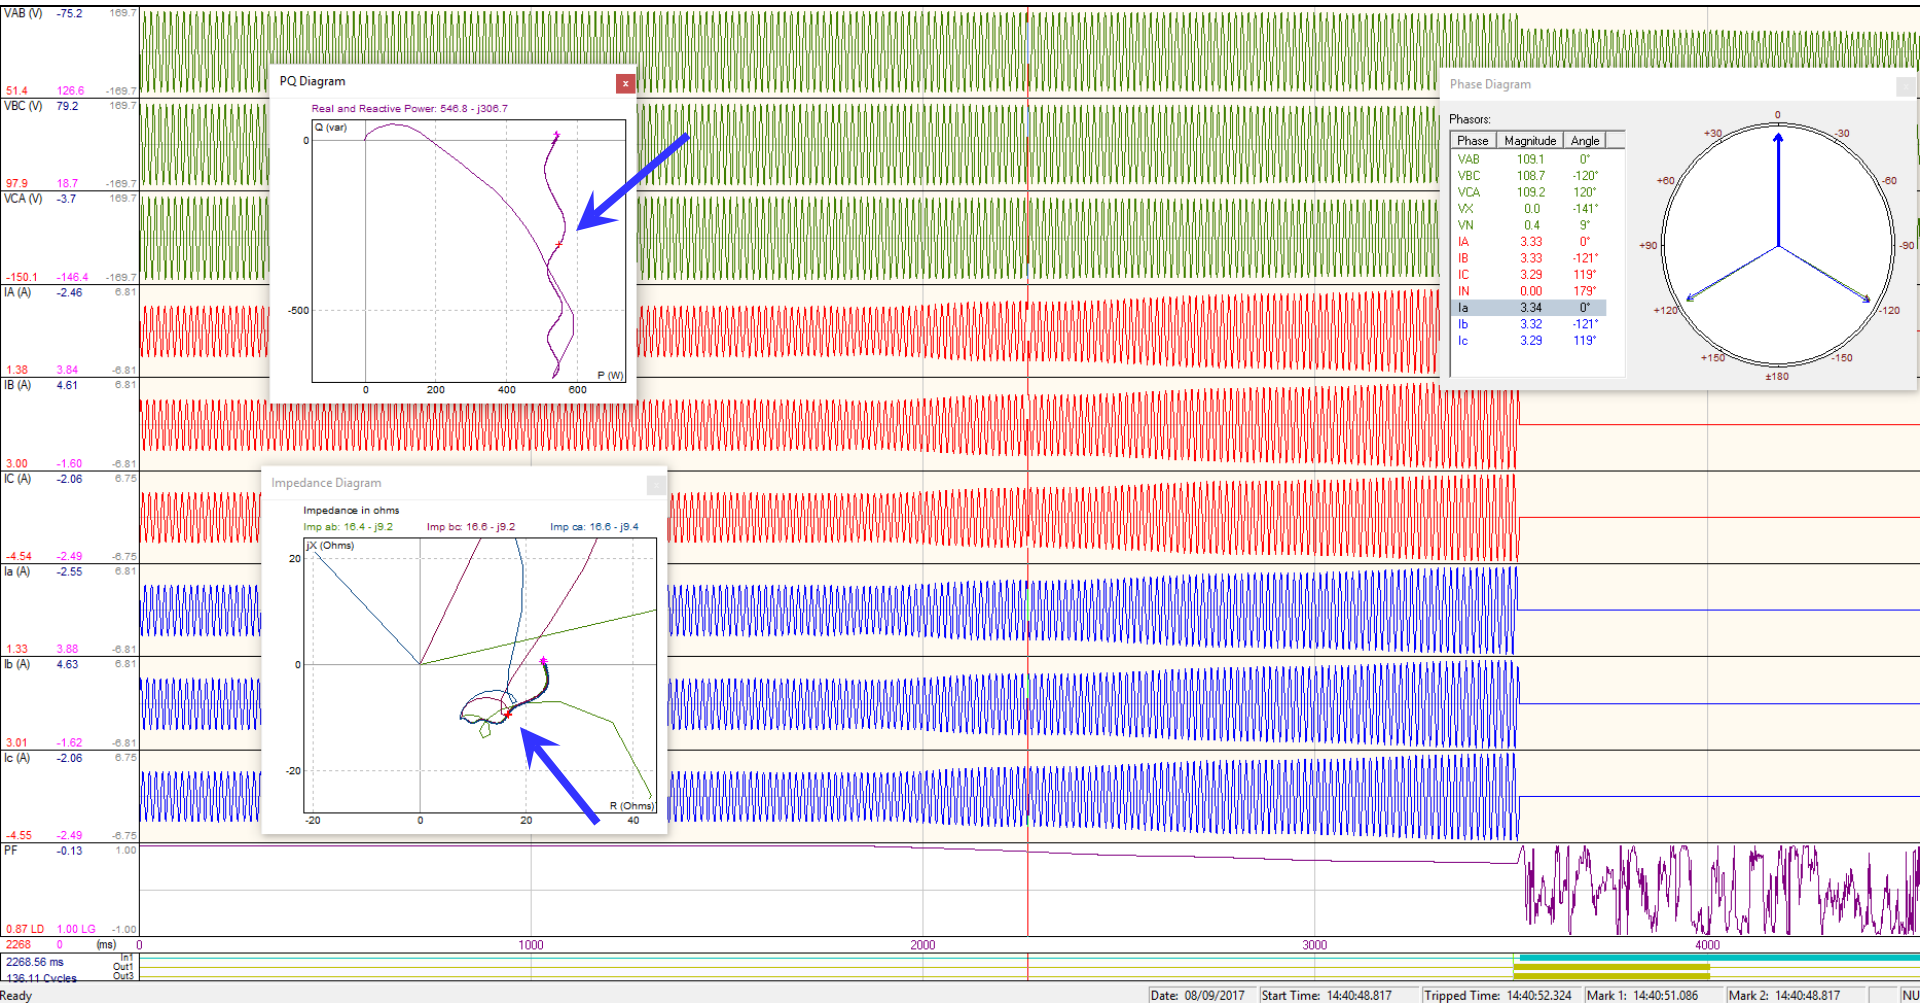 VAB (V) -75.2 169.7
51.4 126.6 -169.7
VBC (V) 79.2 169.7
97.9 18.7 -169.7
VCA (V) -3.7 169.7
-150.1 -146.4 -169.7
IA (A) -2.46 6.81
1.38 3.84 -6.81
IB (A) 4.61 6.81
3.00 -1.60 -6.81
IC (A) -2.06 6.75
-4.54 -2.49 -6.75
Ia (A) -2.55 6.81
1.33 3.88 -6.81
Ib (A) 4.63 6.81
3.01 -1.62 -6.81
Ic (A) -2.06 6.75
-4.55 -2.49 -6.75
PF -0.13 1.00
0.87 LD 1.00 LG -1.00
2268 0 (ms) 0 1000 2000 3000 4000
2268.56 ms In1
Out1
136.11 Cycles Out3
PQ Diagram x
Real and Reactive Power: 546.8 - j306.7
Q (var)
0
-500
P (W)
0 200 400 600
Impedance Diagram
Impedance in ohms
Imp ab: 16.4 - j9.2 Imp bc: 16.6 - j9.2 Imp ca: 16.6 - j9.4
jX (Ohms)
20
0
-20
R (Ohms)
-20 0 20 40
Phase Diagram
Phasors:
Phase Magnitude Angle
VAB 109.1 0°
VBC 108.7 -120°
VCA 109.2 120°
VX 0.0 -141°
VN 0.4 9°
IA 3.33 0°
IB 3.33 -121°
IC 3.29 119°
IN 0.00 179°
Ia 3.34 0°
Ib 3.32 -121°
Ic 3.29 119°
0
+30 -30
+60 -60
+90 -90
+120 -120
+150 -150
±180
Ready Date: 08/09/2017 Start Time: 14:40:48.817 Tripped Time: 14:40:52.324 Mark 1: 14:40:51.086 Mark 2: 14:40:48.817 NU